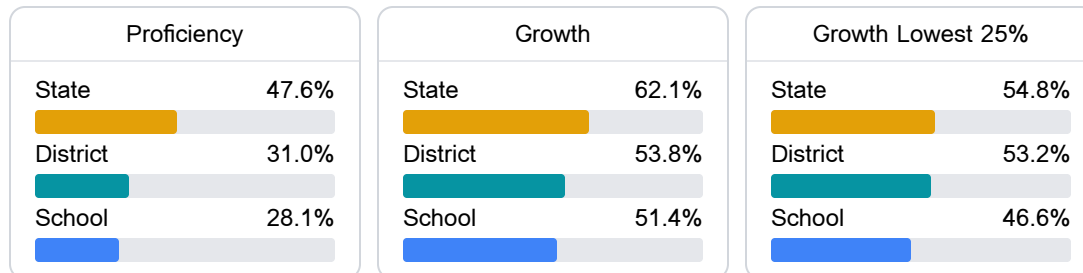 Proficiency
State 47.6%
District 31.0%
School 28.1%
Growth
State 62.1%
District 53.8%
School 51.4%
Growth Lowest 25%
State 54.8%
District 53.2%
School 46.6%